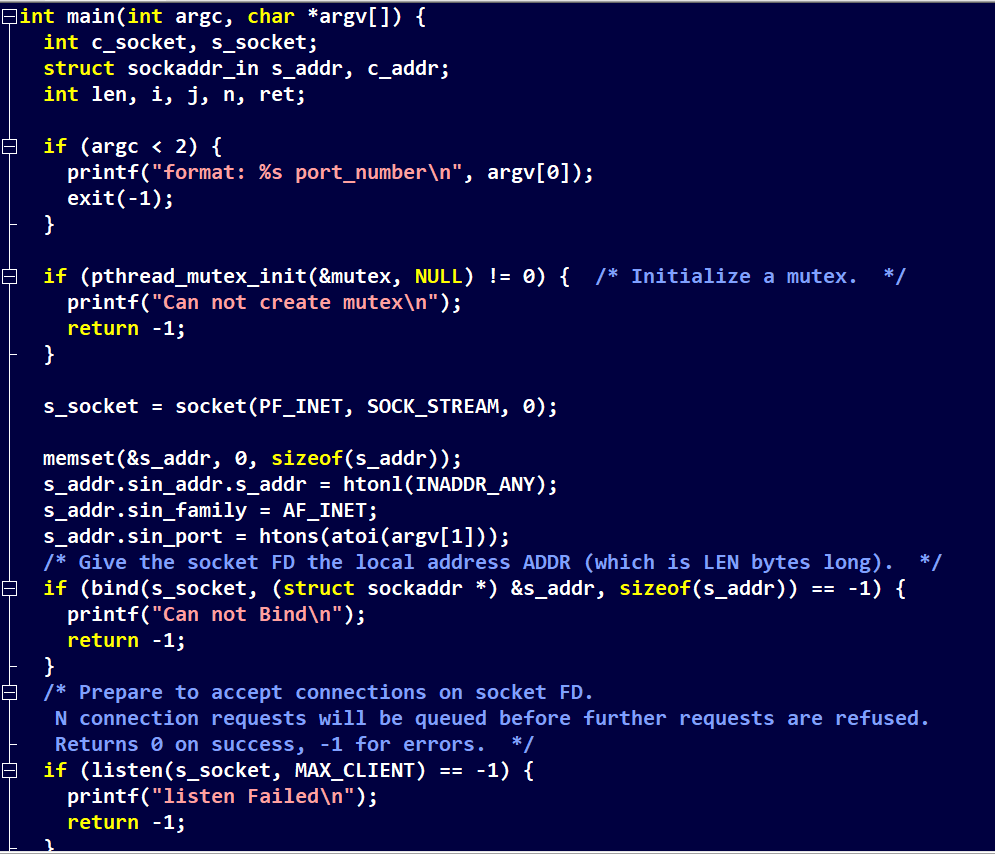 int main(int argc, char *argv[]) {
  int c_socket, s_socket;
  struct sockaddr_in s_addr, c_addr;
  int len, i, j, n, ret;

  if (argc < 2) {
    printf("format: %s port_number\n", argv[0]);
    exit(-1);
  }

  if (pthread_mutex_init(&mutex, NULL) != 0) {  /* Initialize a mutex.  */
    printf("Can not create mutex\n");
    return -1;
  }

  s_socket = socket(PF_INET, SOCK_STREAM, 0);

  memset(&s_addr, 0, sizeof(s_addr));
  s_addr.sin_addr.s_addr = htonl(INADDR_ANY);
  s_addr.sin_family = AF_INET;
  s_addr.sin_port = htons(atoi(argv[1]));
  /* Give the socket FD the local address ADDR (which is LEN bytes long).  */
  if (bind(s_socket, (struct sockaddr *) &s_addr, sizeof(s_addr)) == -1) {
    printf("Can not Bind\n");
    return -1;
  }
  /* Prepare to accept connections on socket FD.
   N connection requests will be queued before further requests are refused.
   Returns 0 on success, -1 for errors.  */
  if (listen(s_socket, MAX_CLIENT) == -1) {
    printf("listen Failed\n");
    return -1;
  }